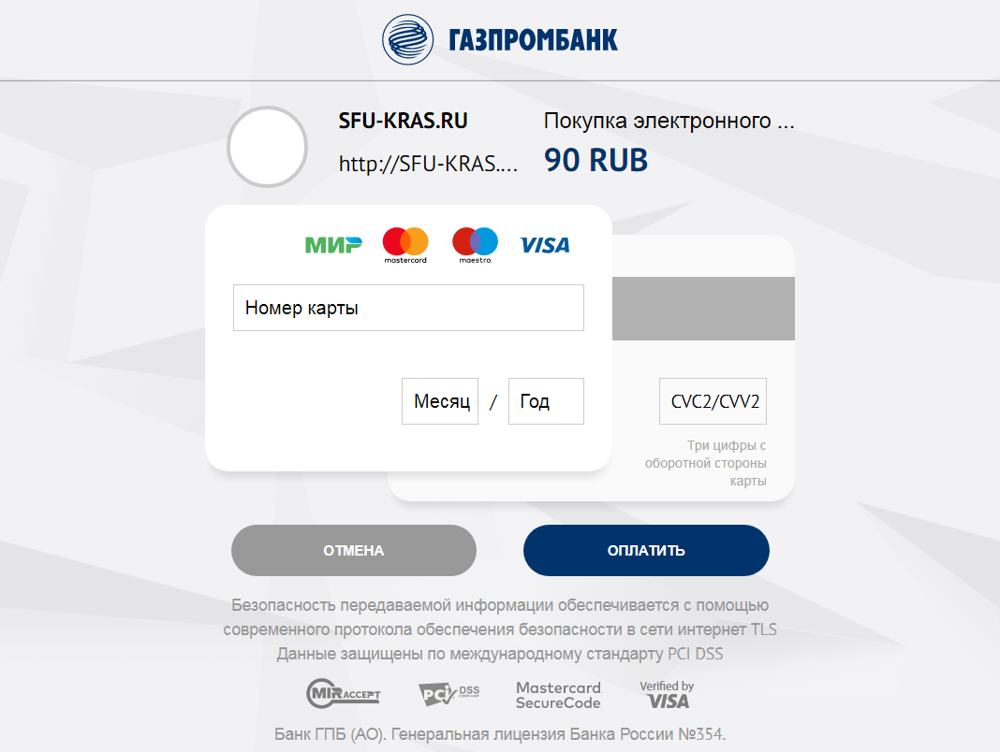 ГАЗПРОМБАНК
SFU-KRAS.RU
Покупка электронного ...
http://SFU-KRAS....
90 RUB
МИР
mastercard
maestro.
VISA
Номер карты
Месяц / Год
CVC2/CVV2
Три цифры с
оборотной стороны
карты
ОТМЕНА
ОПЛАТИТЬ
Безопасность передаваемой информации обеспечивается с помощью
современного протокола обеспечения безопасности в сети интернет TLS
Данные защищены по международному стандарту PCI DSS
MIR ACCEPT
PCI DSS COMPLIANT
Mastercard
SecureCode
Verified by
VISA
Банк ГПБ (АО). Генеральная лицензия Банка России №354.